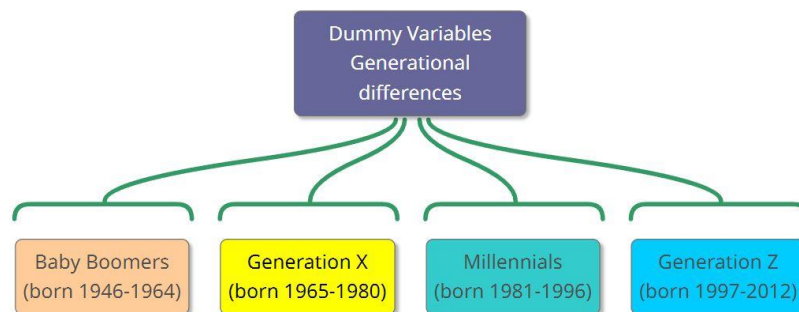 Dummy Variables
Generational
differences
Baby Boomers
(born 1946-1964)
Generation X
(born 1965-1980)
Millennials
(born 1981-1996)
Generation Z
(born 1997-2012)